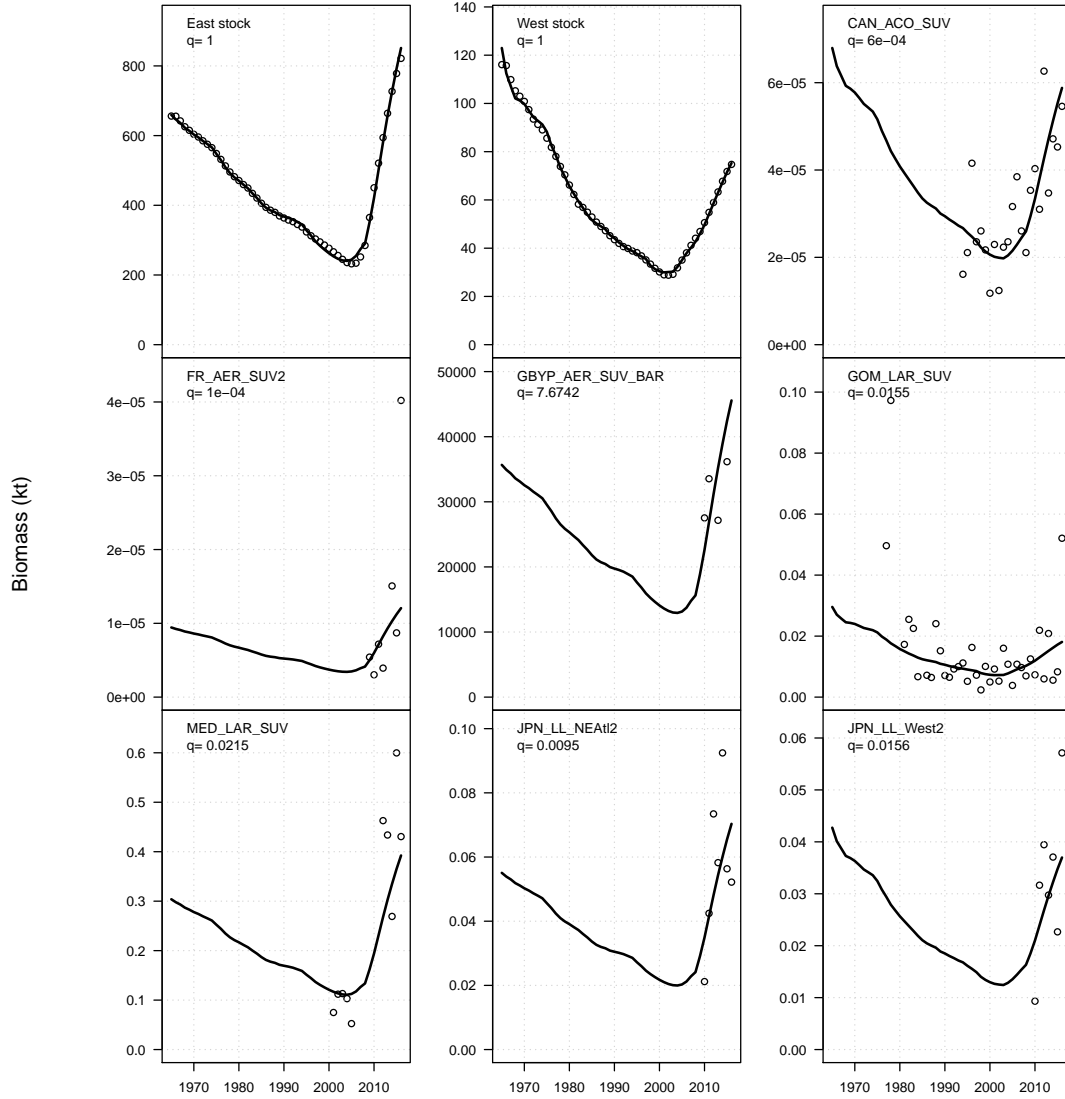 Biomass (kt)
East stock
q= 1
0
200
400
600
800
West stock
q= 1
0
20
40
60
80
100
120
140
CAN_ACO_SUV
q= 6e−04
0e+00
2e−05
4e−05
6e−05
FR_AER_SUV2
q= 1e−04
0e+00
1e−05
2e−05
3e−05
4e−05
GBYP_AER_SUV_BAR
q= 7.6742
0
10000
20000
30000
40000
50000
GOM_LAR_SUV
q= 0.0155
0.00
0.02
0.04
0.06
0.08
0.10
MED_LAR_SUV
q= 0.0215
0.0
0.1
0.2
0.3
0.4
0.5
0.6
1970 1980 1990 2000 2010
JPN_LL_NEAtl2
q= 0.0095
0.00
0.02
0.04
0.06
0.08
0.10
1970 1980 1990 2000 2010
JPN_LL_West2
q= 0.0156
0.00
0.01
0.02
0.03
0.04
0.05
0.06
1970 1980 1990 2000 2010